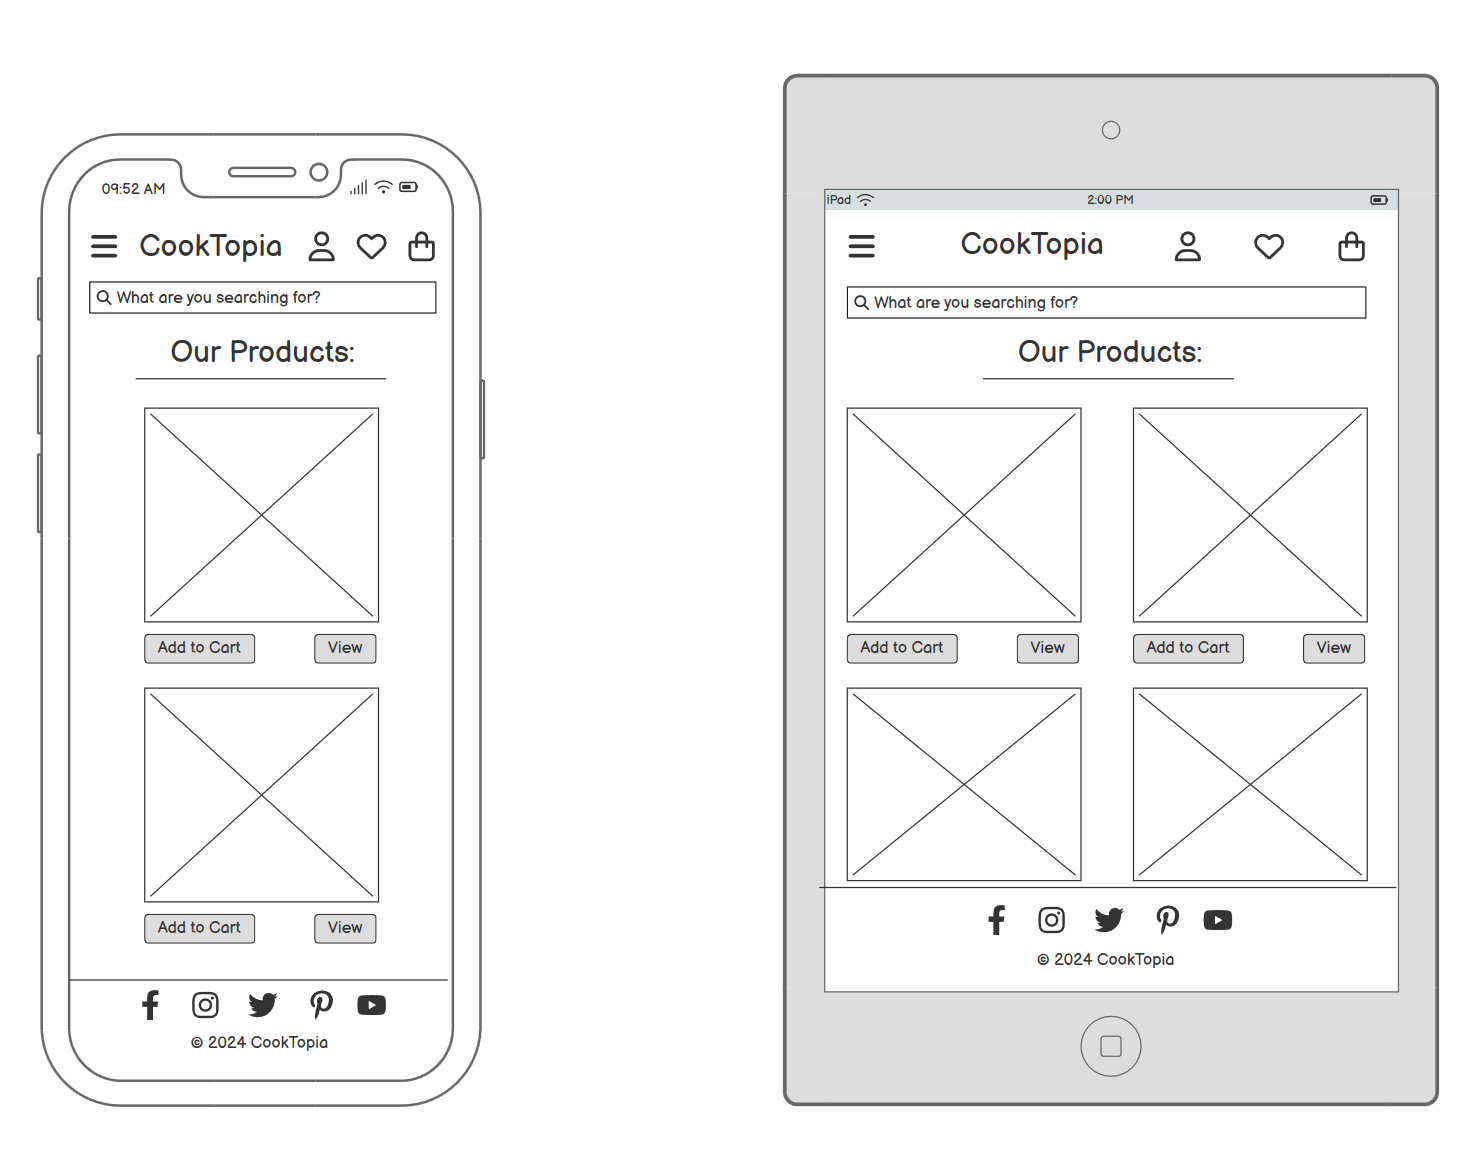 09:52 AM
CookTopia
What are you searching for?
Our Products:
Add to Cart
View
Add to Cart
View
© 2024 CookTopia
iPad
2:00 PM
CookTopia
What are you searching for?
Our Products:
Add to Cart
View
Add to Cart
View
© 2024 CookTopia